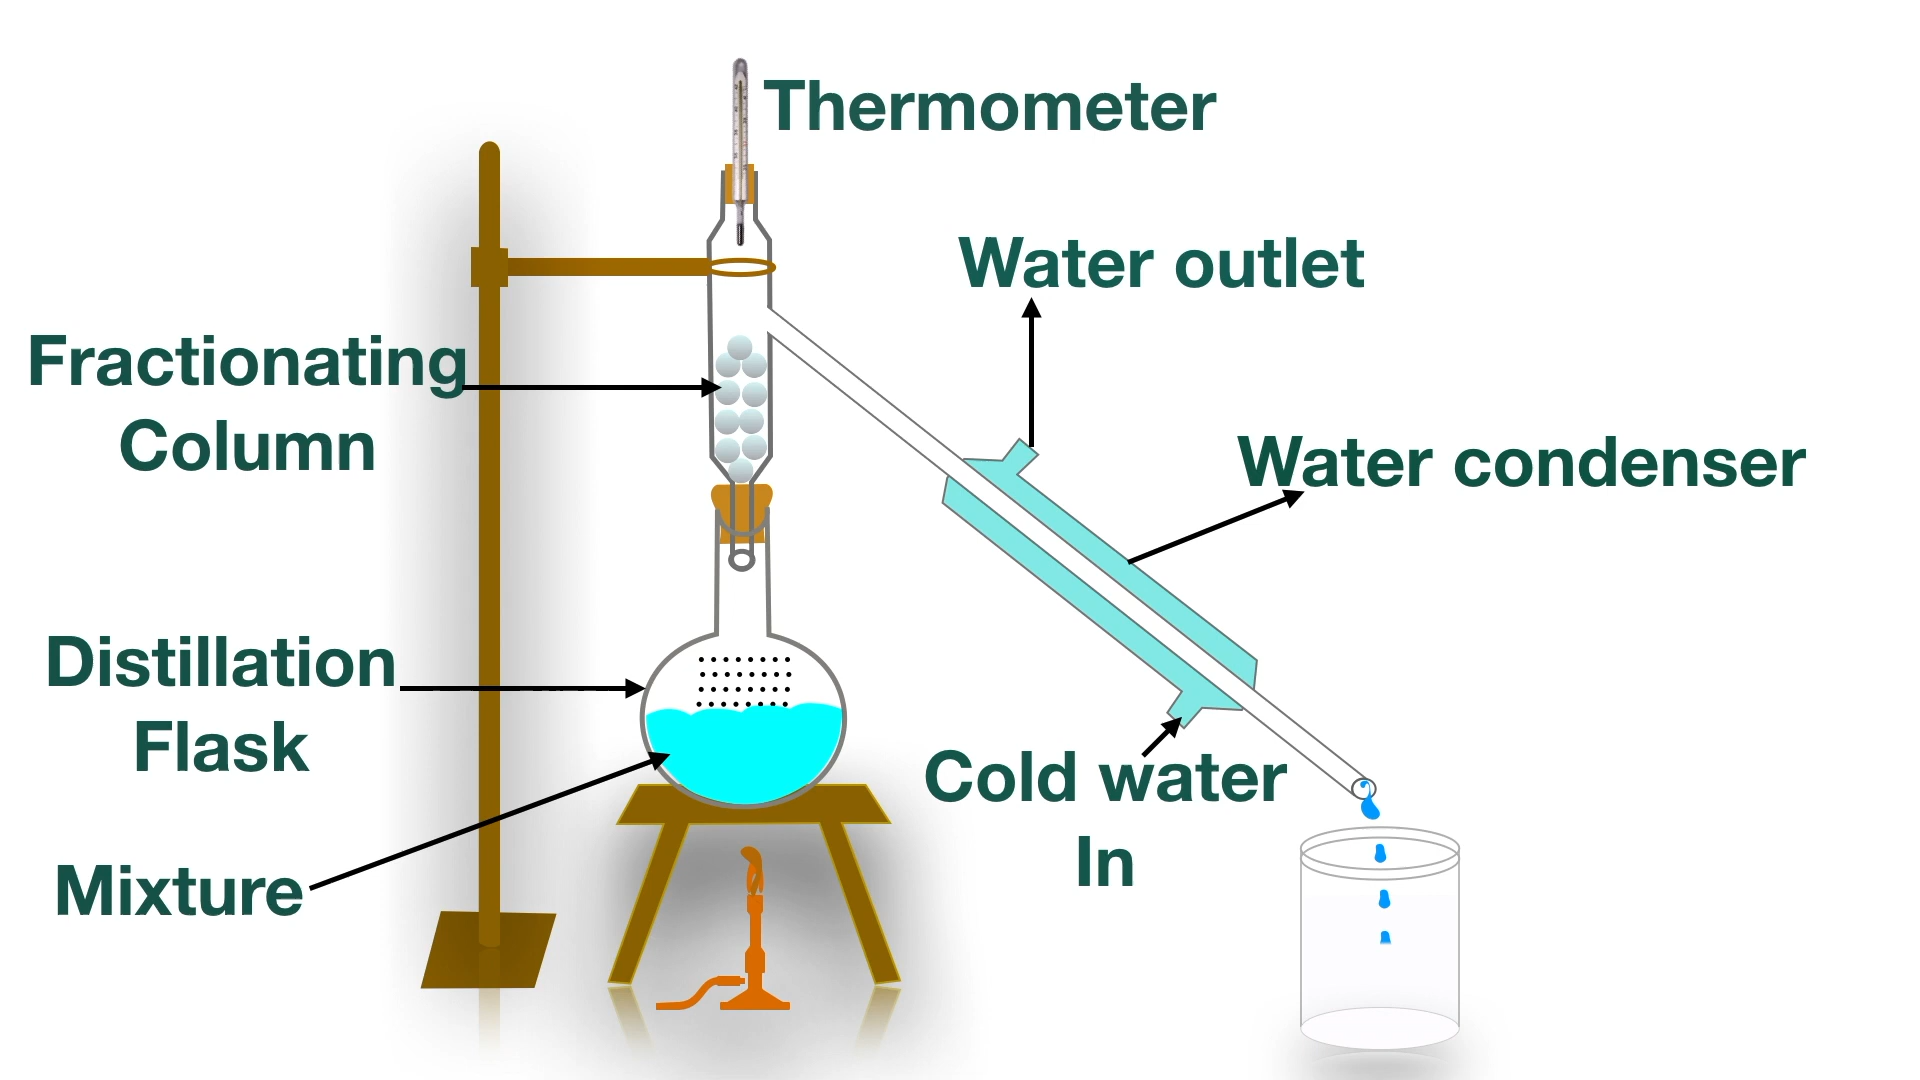 Thermometer
Water outlet
Fractionating
Column
Water condenser
Distillation
Flask
Cold water
In
Mixture